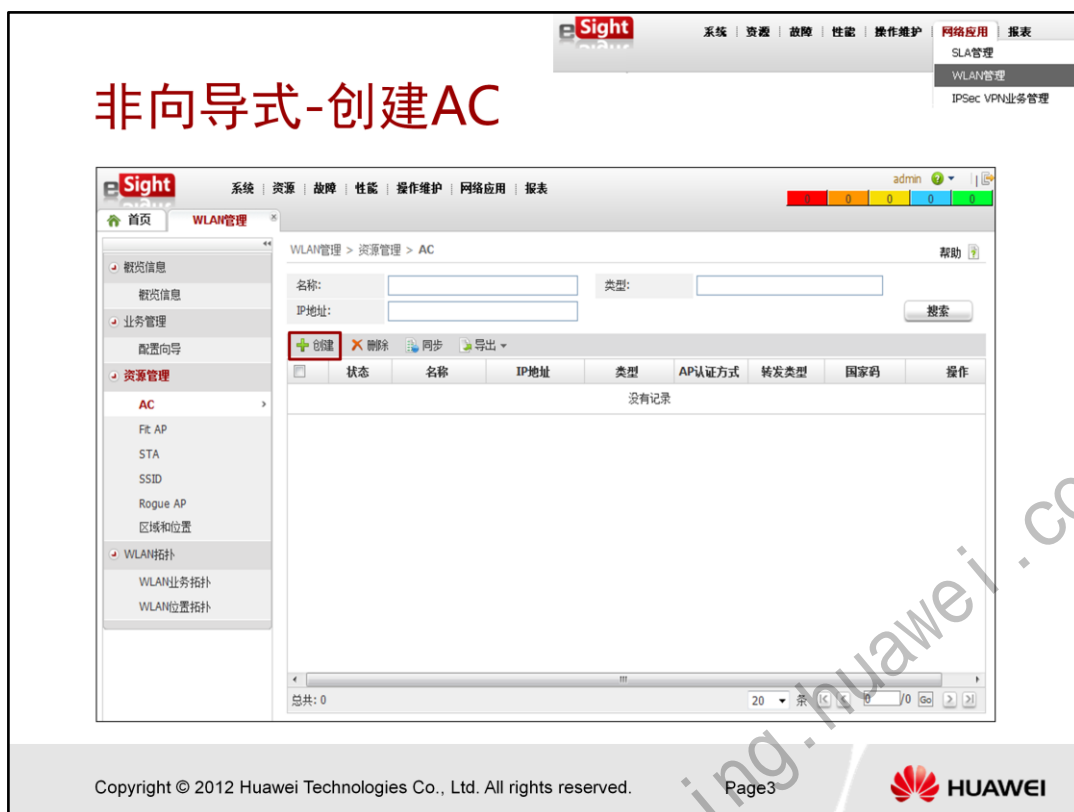 eSight
系统 | 资源 | 故障 | 性能 | 操作维护 | 网络应用 | 报表
SLA管理
WLAN管理
IPSec VPN业务管理
非向导式-创建AC
eSight
系统 | 资源 | 故障 | 性能 | 操作维护 | 网络应用 | 报表
admin
0 0 0 0 0
首页 WLAN管理
概览信息
概览信息
业务管理
配置向导
资源管理
AC
Fit AP
STA
SSID
Rogue AP
区域和位置
WLAN拓扑
WLAN业务拓扑
WLAN位置拓扑
WLAN管理 > 资源管理 > AC
帮助
名称: 类型:
IP地址: 搜索
创建 删除 同步 导出
状态 名称 IP地址 类型 AP认证方式 转发类型 国家码 操作
没有记录
总共: 0
20 条 0 /0 Go
ing.huawei.co
Copyright © 2012 Huawei Technologies Co., Ltd. All rights reserved.
Page3
HUAWEI